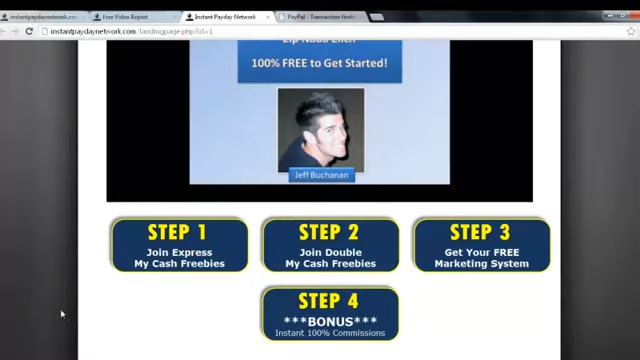 instantpaydaynetwork.com/
Free Video Report
Instant Payday Network
PayPal - Transaction
instantpaydaynetwork.com/landingpage.php?id=
100% FREE to Get Started!
Jeff Buchanan
STEP 1
Join Express
My Cash Freebies
STEP 2
Join Double
My Cash Freebies
STEP 3
Get Your FREE
Marketing System
STEP 4
***BONUS***
Instant 100% Commissions